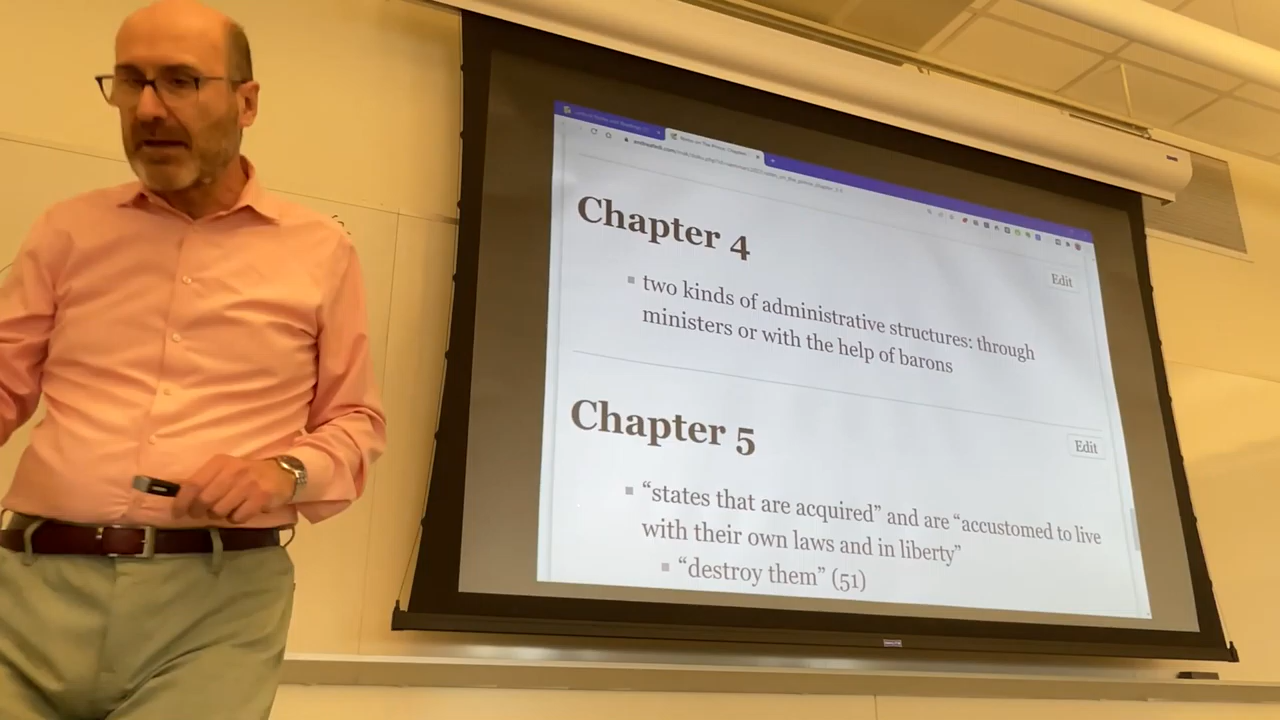 Chapter 4
Edit
▪ two kinds of administrative structures: through
ministers or with the help of barons
Chapter 5
Edit
▪ “states that are acquired” and are “accustomed to live
with their own laws and in liberty”
▪ “destroy them” (51)